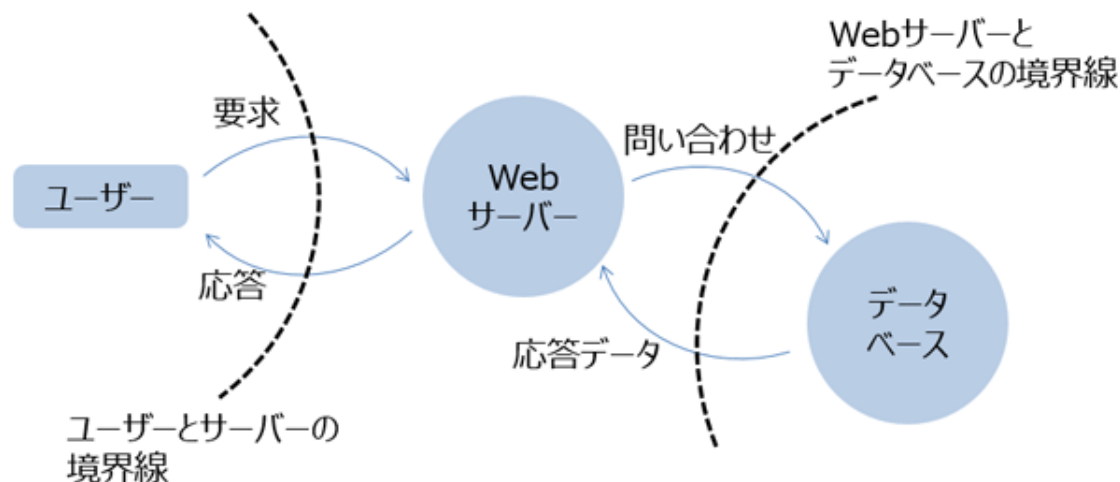 Webサーバーと
データベースの境界線
要求
問い合わせ
Web
サーバー
ユーザー
応答
データ
ベース
応答データ
ユーザーとサーバーの
境界線